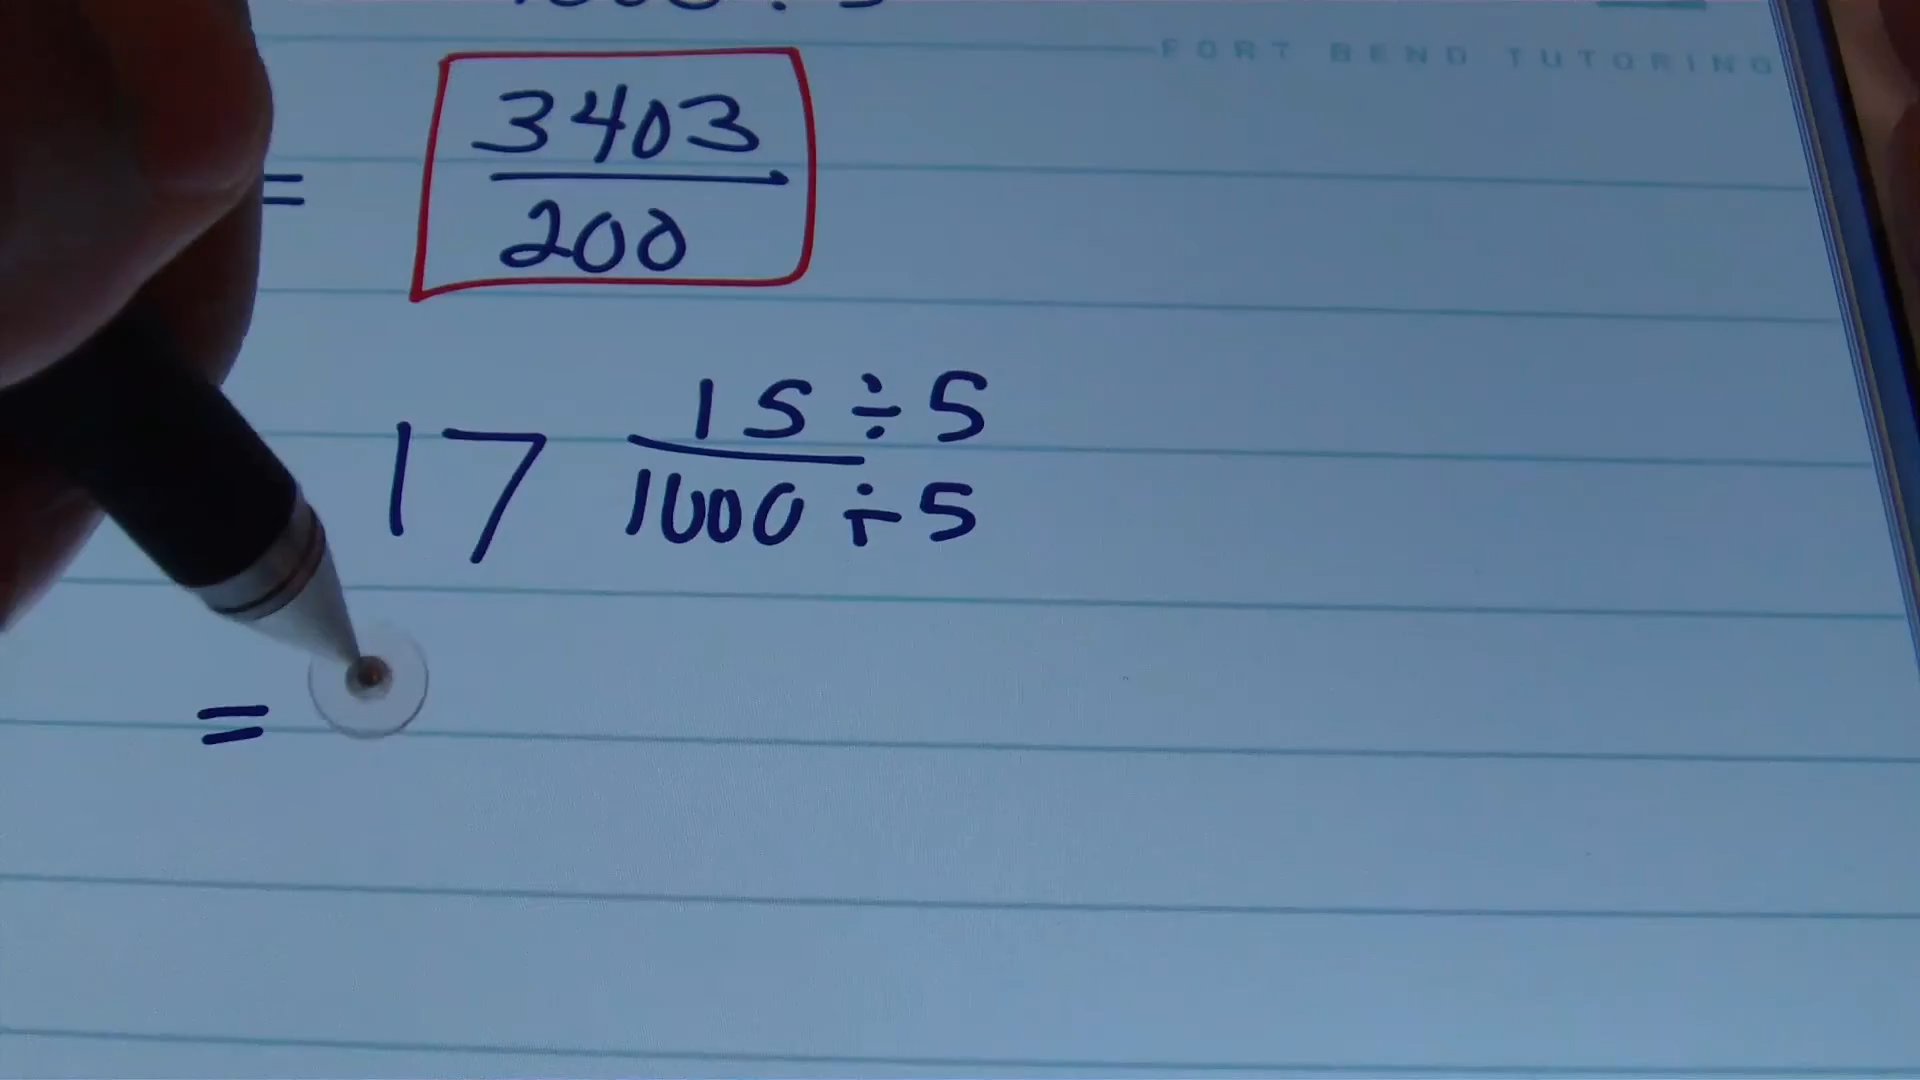 FORT BEND TUTORING
= 3403
200
15 ÷ 5
17
1000 ÷ 5
=